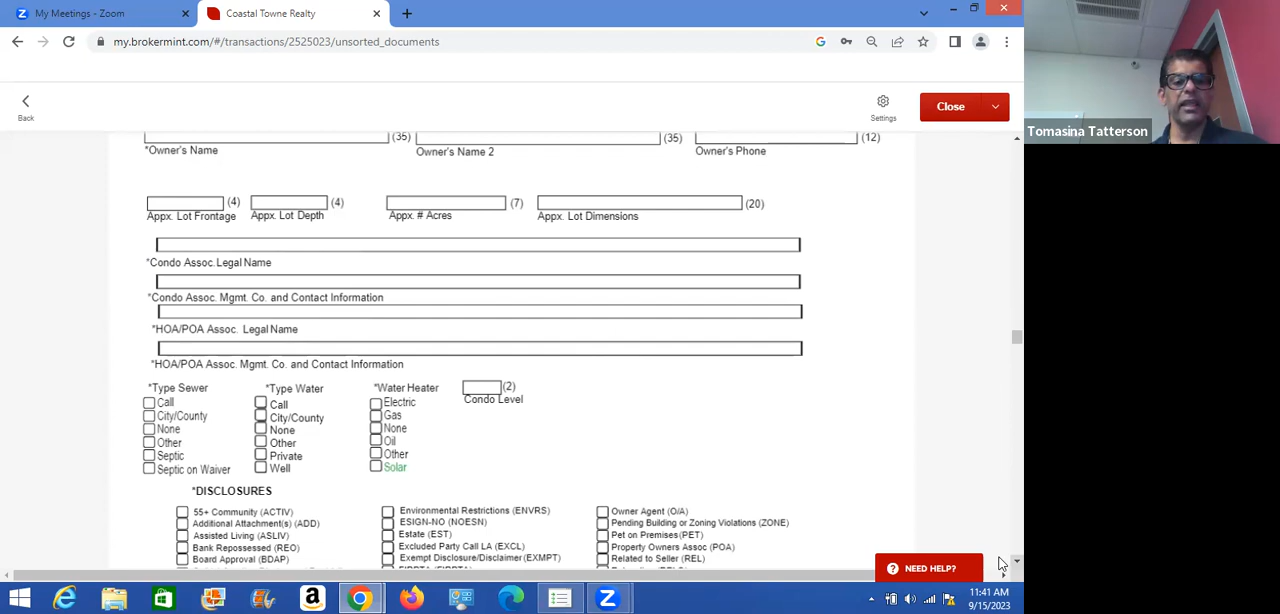 My Meetings - Zoom
Coastal Towne Realty
my.brokermint.com/#/transactions/2525023/unsorted_documents
Back
Settings
Close
Tomasina Tatterson
(35) (35) (12)
*Owner's Name Owner's Name 2 Owner's Phone
(4) (4) (7) (20)
Appx. Lot Frontage Appx. Lot Depth Appx. # Acres Appx. Lot Dimensions
*Condo Assoc. Legal Name
*Condo Assoc. Mgmt. Co. and Contact Information
*HOA/POA Assoc. Legal Name
*HOA/POA Assoc. Mgmt. Co. and Contact Information
*Type Sewer
Call
City/County
None
Other
Septic
Septic on Waiver
*Type Water
Call
City/County
None
Other
Private
Well
*Water Heater
Electric
Gas
None
Oil
Other
Solar
(2)
Condo Level
*DISCLOSURES
55+ Community (ACTIV)
Additional Attachment(s) (ADD)
Assisted Living (ASLIV)
Bank Repossessed (REO)
Board Approval (BDAP)
Environmental Restrictions (ENVRS)
ESIGN-NO (NOESN)
Estate (EST)
Excluded Party Call LA (EXCL)
Exempt Disclosure/Disclaimer (EXMPT)
Owner Agent (O/A)
Pending Building or Zoning Violations (ZONE)
Pet on Premises (PET)
Property Owners Assoc (POA)
Related to Seller (REL)
NEED HELP?
11:41 AM
9/15/2023